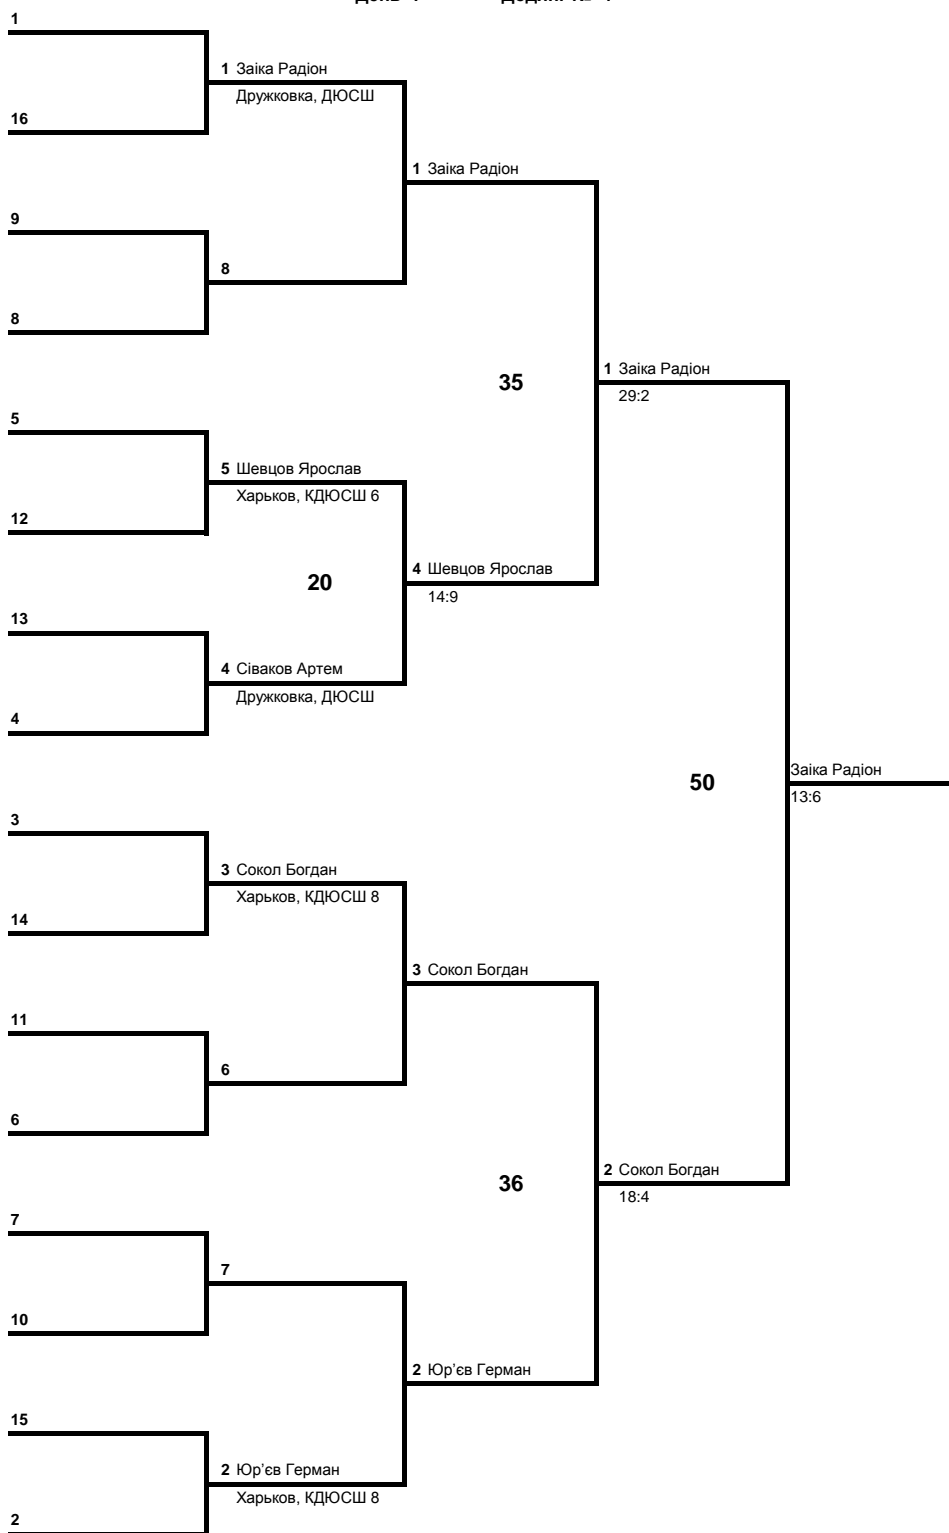 1
1 Заіка Радіон
Дружковка, ДЮСШ
16
1 Заіка Радіон
9
8
8
35
1 Заіка Радіон
29:2
5
5 Шевцов Ярослав
Харьков, КДЮСШ 6
12
20
4 Шевцов Ярослав
14:9
13
4 Сіваков Артем
Дружковка, ДЮСШ
4
50
Заіка Радіон
13:6
3
3 Сокол Богдан
Харьков, КДЮСШ 8
14
3 Сокол Богдан
11
6
6
36
2 Сокол Богдан
18:4
7
7
10
2 Юр’єв Герман
15
2 Юр’єв Герман
Харьков, КДЮСШ 8
2